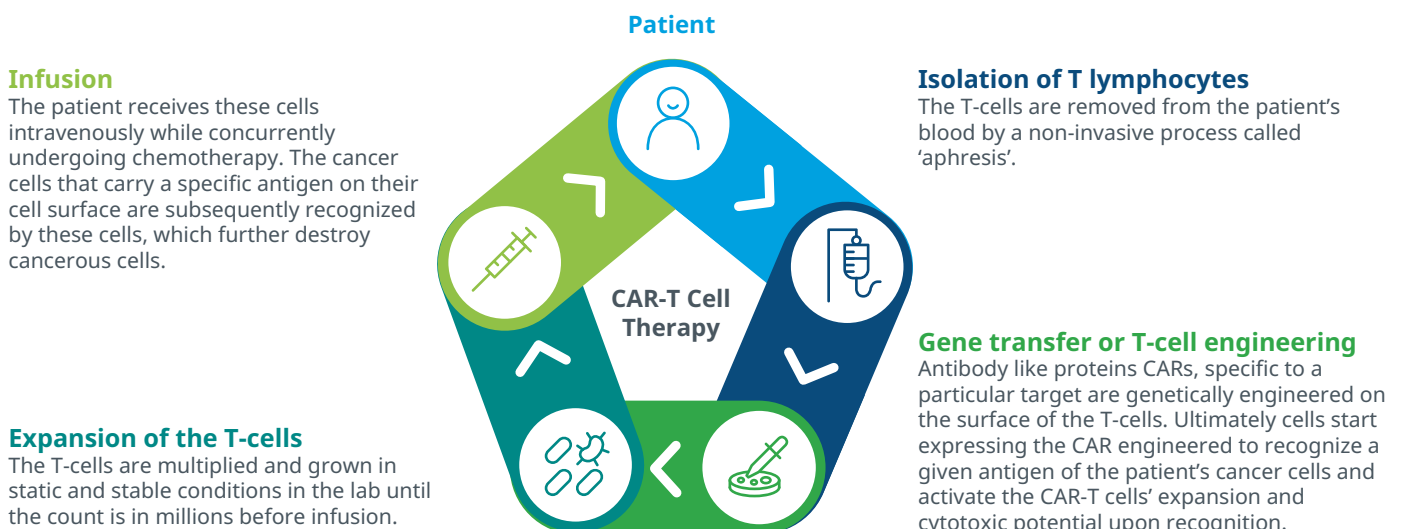 Patient
Infusion
The patient receives these cells
intravenously while concurrently
undergoing chemotherapy. The cancer
cells that carry a specific antigen on their
cell surface are subsequently recognized
by these cells, which further destroy
cancerous cells.
Isolation of T lymphocytes
The T-cells are removed from the patient’s
blood by a non-invasive process called
‘aphresis’.
CAR-T Cell
Therapy
Gene transfer or T-cell engineering
Antibody like proteins CARs, specific to a
particular target are genetically engineered on
the surface of the T-cells. Ultimately cells start
expressing the CAR engineered to recognize a
given antigen of the patient’s cancer cells and
activate the CAR-T cells’ expansion and
cytotoxic potential upon recognition.
Expansion of the T-cells
The T-cells are multiplied and grown in
static and stable conditions in the lab until
the count is in millions before infusion.